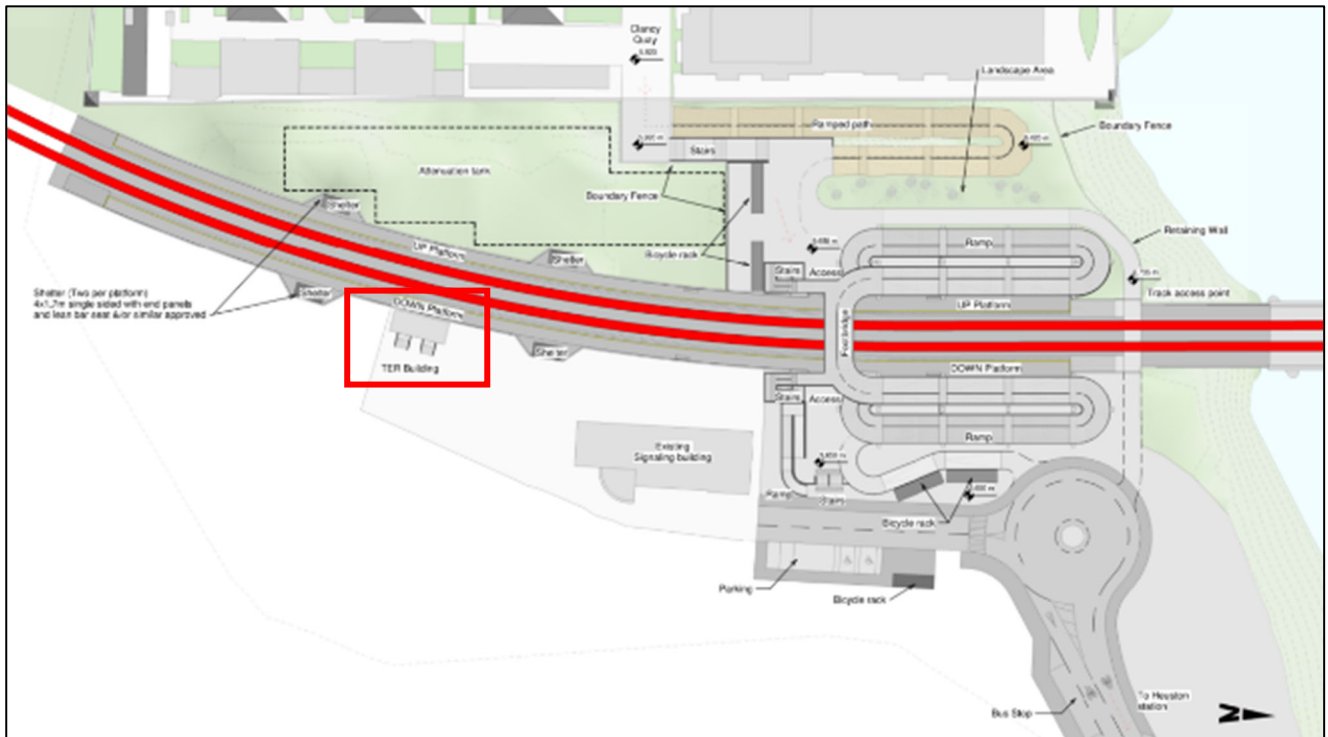 Clancy
Quay
Landscape Area
Boundary Fence
Ramped path
Stairs
Attenuation tank
Boundary Fence
Shelter
Retaining Wall
Ramp
UP Platform
Bicycle rack
Shelter
Stairs
Access
Shelter (Two per platform)
4x1.7m single sided with end panels
and lean bar seat &/or similar approved
Shelter
Track access point
DOWN Platform
UP Platform
Footbridge
Shelter
TER Building
DOWN Platform
Stairs
Access
Ramp
Existing
Signaling building
Ramp
Stairs
Bicycle rack
Parking
Bicycle rack
To Heuston
station
Bus Stop
N